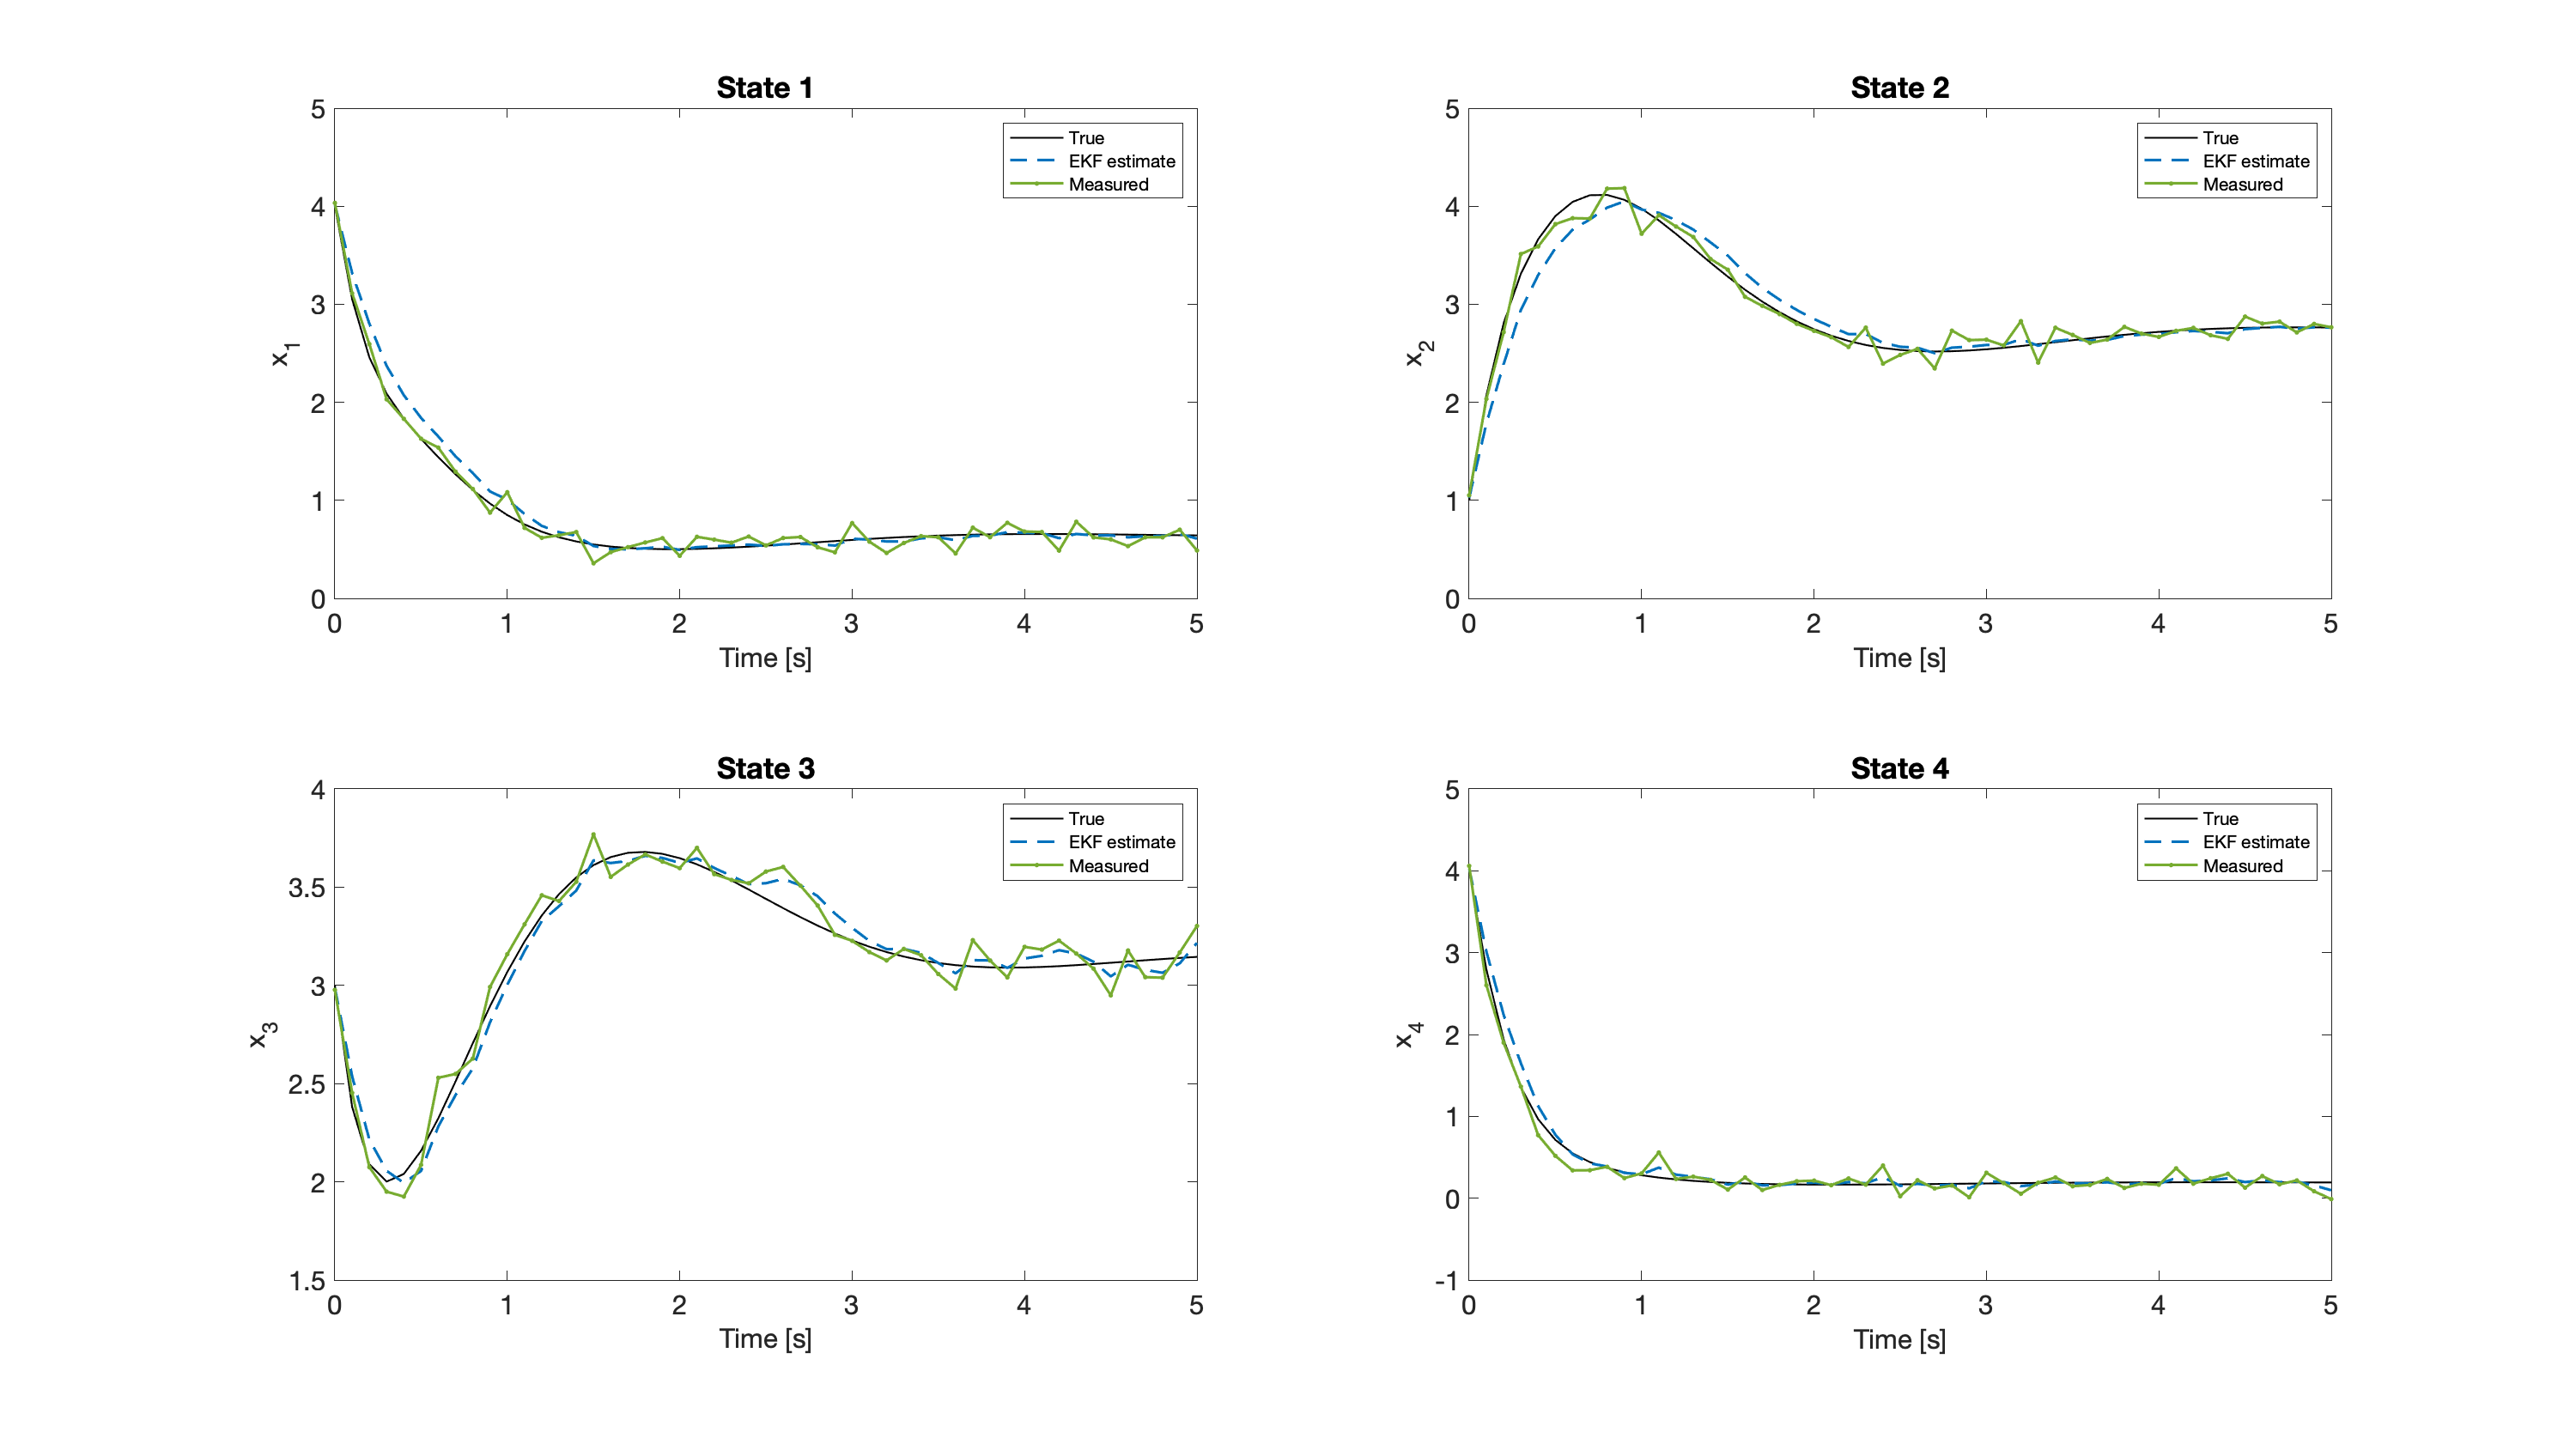 State 1
5
4
3
2
1
0
x1
0 1 2 3 4 5
Time [s]
True
EKF estimate
Measured
State 2
5
4
3
2
1
0
x2
0 1 2 3 4 5
Time [s]
True
EKF estimate
Measured
State 3
4
3.5
3
2.5
2
1.5
x3
0 1 2 3 4 5
Time [s]
True
EKF estimate
Measured
State 4
5
4
3
2
1
0
-1
x4
0 1 2 3 4 5
Time [s]
True
EKF estimate
Measured